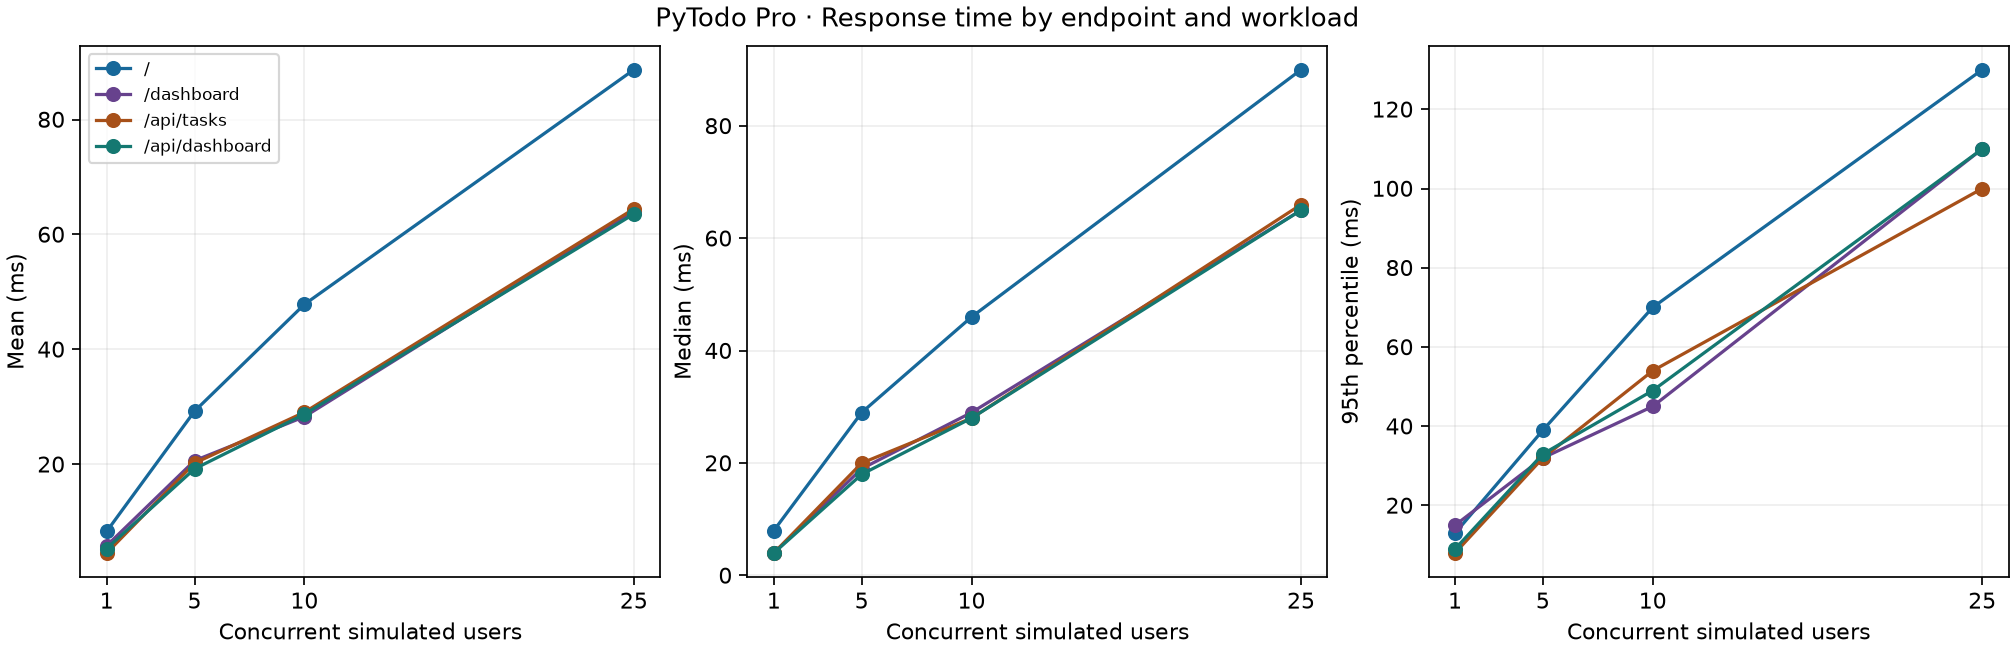 PyTodo Pro · Response time by endpoint and workload
Mean (ms)
80
60
40
20
/
/dashboard
/api/tasks
/api/dashboard
1 5 10 25
Concurrent simulated users
Median (ms)
80
60
40
20
0
1 5 10 25
Concurrent simulated users
95th percentile (ms)
120
100
80
60
40
20
1 5 10 25
Concurrent simulated users